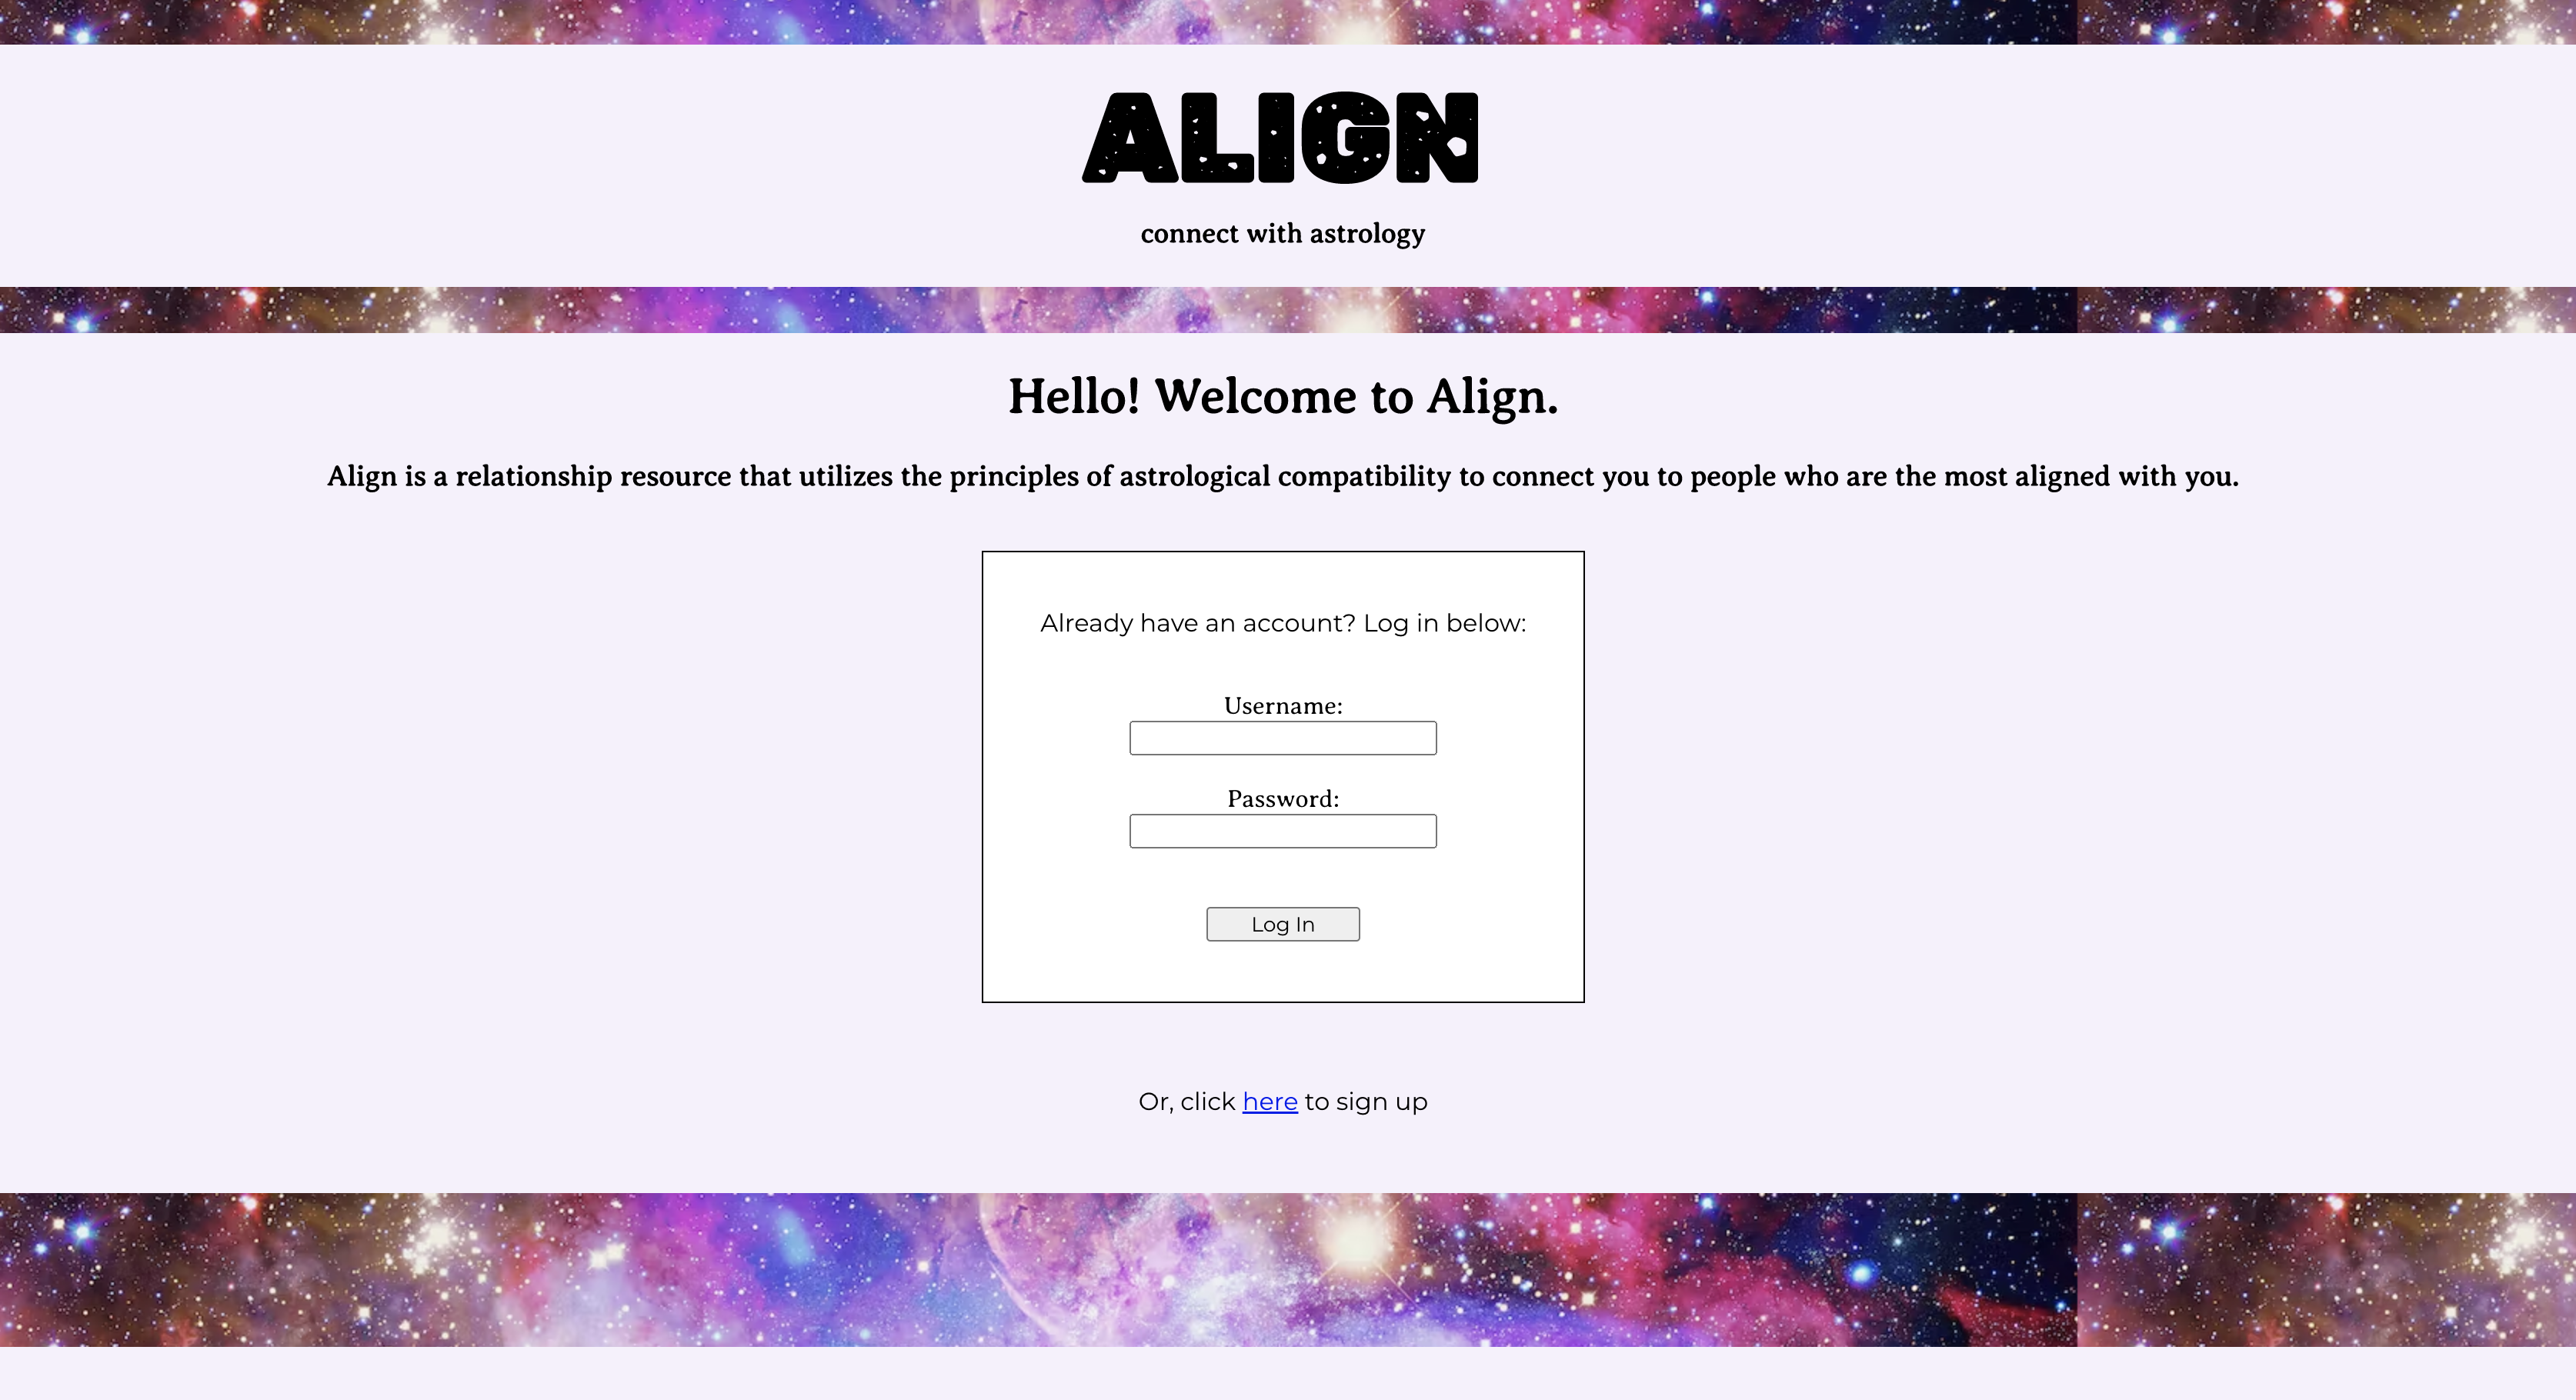 ALIGN
connect with astrology
Hello! Welcome to Align.
Align is a relationship resource that utilizes the principles of astrological compatibility to connect you to people who are the most aligned with you.
Already have an account? Log in below:
Username:
Password:
Log In
Or, click here to sign up